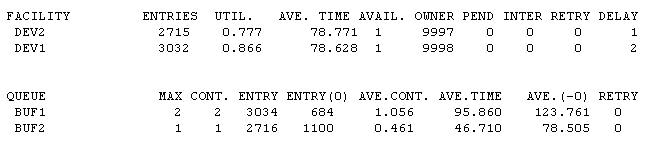 FACILITY ENTRIES UTIL. AVE. TIME AVAIL. OWNER PEND INTER RETRY DELAY
DEV2 2715 0.777 78.771 1 9997 0 0 0 1
DEV1 3032 0.866 78.628 1 9998 0 0 0 2
QUEUE MAX CONT. ENTRY ENTRY(0) AVE.CONT. AVE.TIME AVE.(-0) RETRY
BUF1 2 2 3034 684 1.056 95.860 123.761 0
BUF2 1 1 2716 1100 0.461 46.710 78.505 0